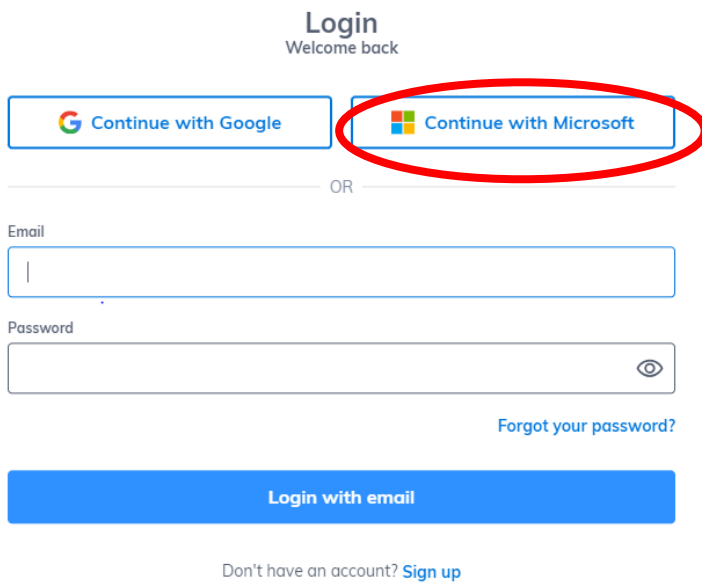 Login
Welcome back
Continue with Google
Continue with Microsoft
OR
Email
Password
Forgot your password?
Login with email
Don't have an account? Sign up